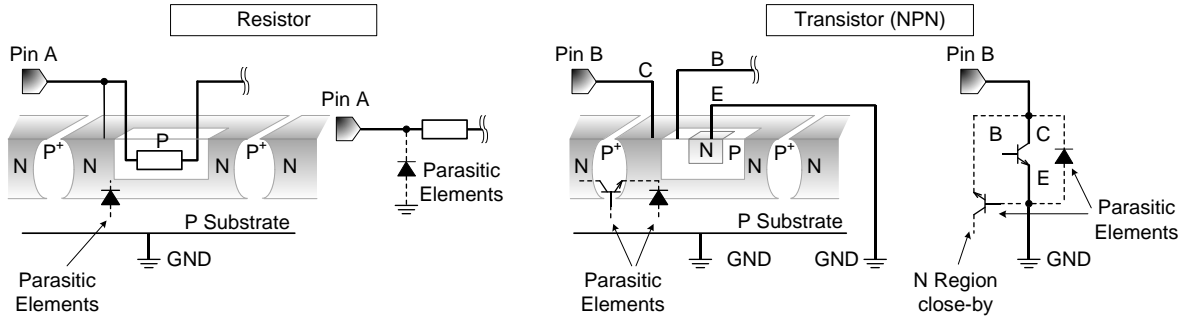 Resistor
Pin A
Pin A
N
P+
N
P
N
P+
N
Parasitic
Elements
P Substrate
GND
Parasitic
Elements
Transistor (NPN)
Pin B
C
B
E
N
P+
N
P
N
P+
N
P Substrate
GND
GND
Parasitic
Elements
Pin B
B
C
E
Parasitic
Elements
N Region
close-by